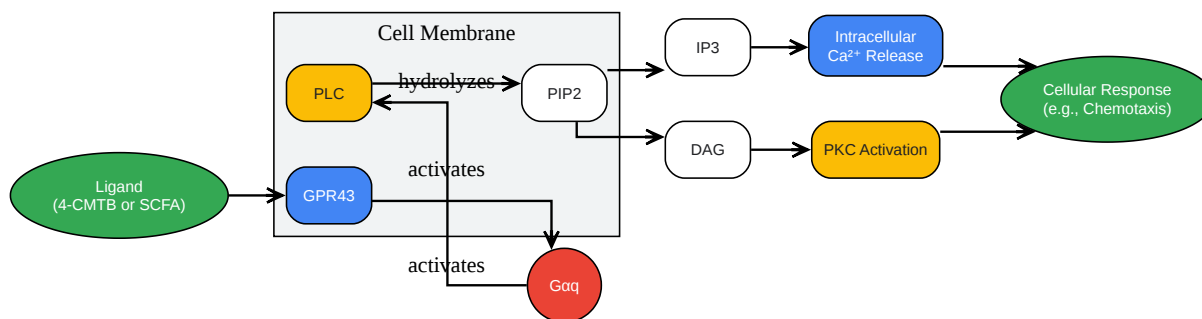 Cell Membrane
PLC
hydrolyzes
PIP2
IP3
Intracellular
Ca²⁺ Release
Cellular Response
(e.g., Chemotaxis)
DAG
PKC Activation
Ligand
(4-CMTB or SCFA)
GPR43
activates
activates
Gαq